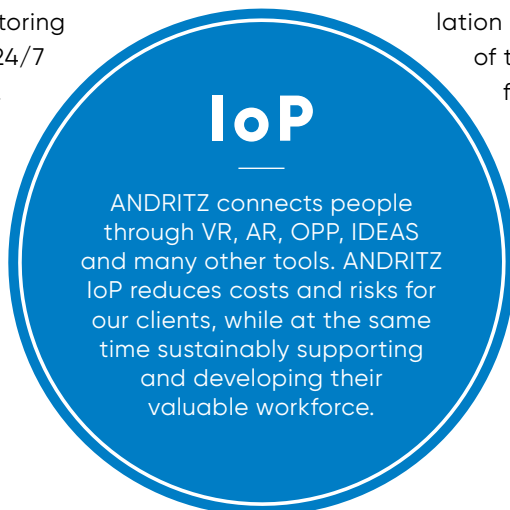 toring
24/7
lation
of t
f
IoP
ANDRITZ connects people
through VR, AR, OPP, IDEAS
and many other tools. ANDRITZ
IoP reduces costs and risks for
our clients, while at the same
time sustainably supporting
and developing their
valuable workforce.